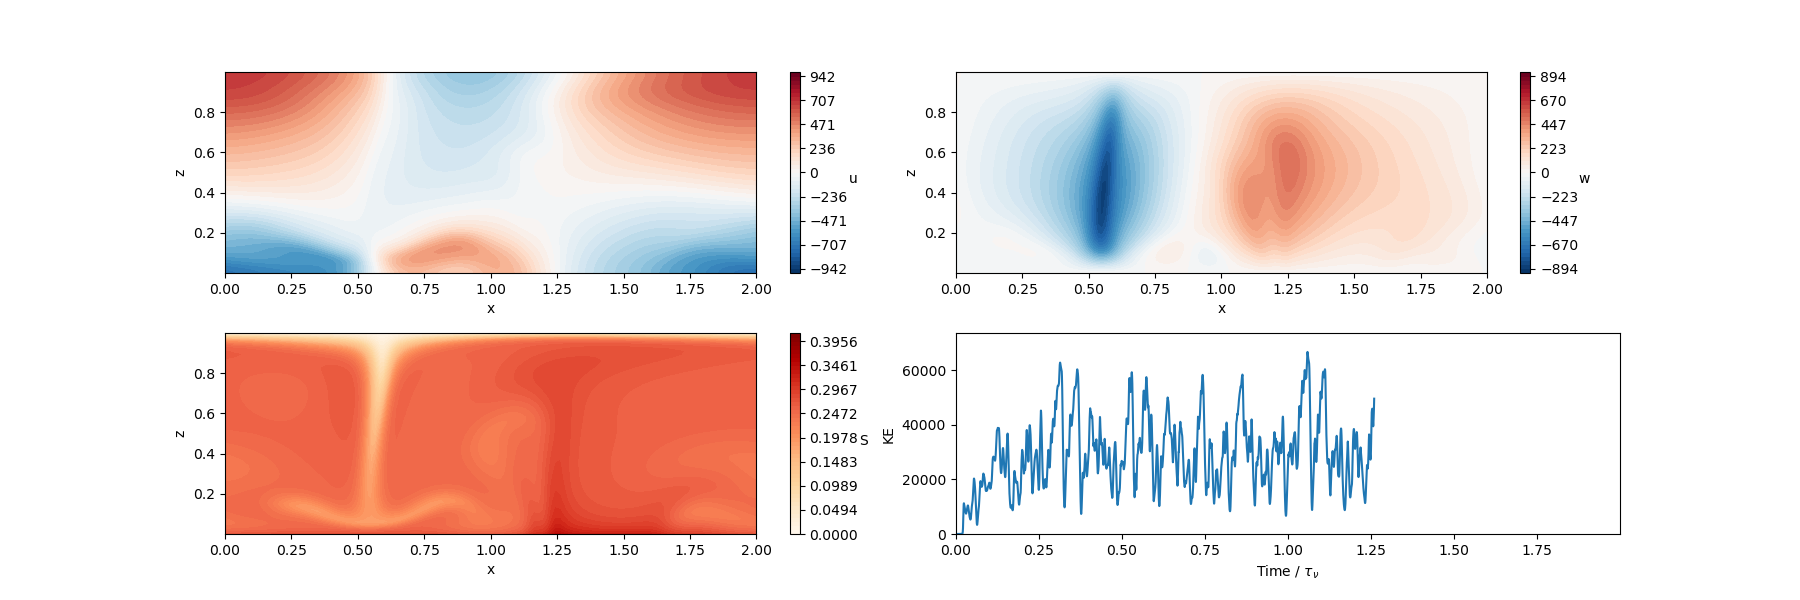 0.8
0.6
0.4
0.2
z
0.00 0.25 0.50 0.75 1.00 1.25 1.50 1.75 2.00
x
942
707
471
236
0
−236
−471
−707
−942
u
0.8
0.6
0.4
0.2
z
0.00 0.25 0.50 0.75 1.00 1.25 1.50 1.75 2.00
x
894
670
447
223
0
−223
−447
−670
−894
w
0.8
0.6
0.4
0.2
z
0.00 0.25 0.50 0.75 1.00 1.25 1.50 1.75 2.00
x
0.3956
0.3461
0.2967
0.2472
0.1978
0.1483
0.0989
0.0494
0.0000
S
60000
40000
20000
0
KE
0.00 0.25 0.50 0.75 1.00 1.25 1.50 1.75
Time / τν